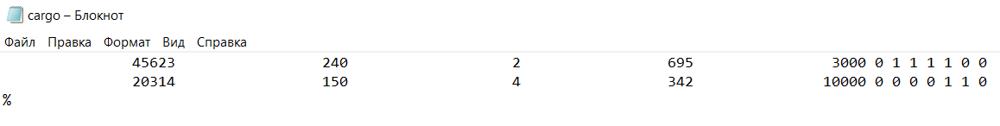 cargo – Блокнот
Файл Правка Формат Вид Справка
45623 240 2 695 3000 0 1 1 1 1 0 0
20314 150 4 342 10000 0 0 0 0 1 1 0
%